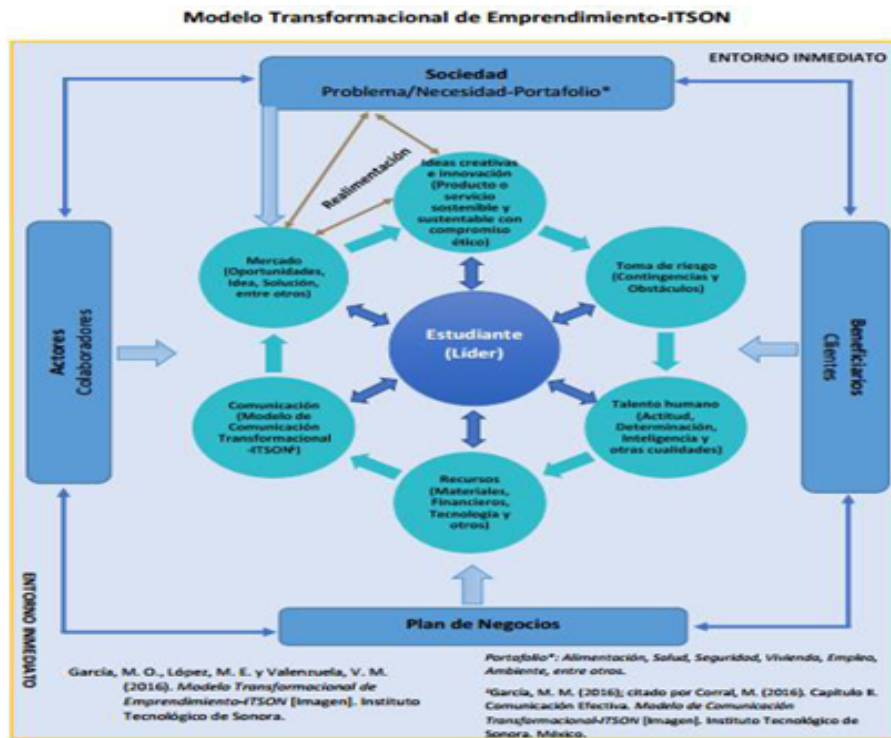 Modelo Transformacional de Emprendimiento-ITSON
ENTORNO INMEDIATO
Sociedad
Problema/Necesidad-Portafolio*
Realimentación
Ideas creativas
e innovación
(Producto o
servicio
sostenible y
sustentable con
compromiso
ético)
Mercado
(Oportunidades,
Idea, Solución,
entre otros)
Toma de riesgo
(Contingencias y
Obstáculos)
Estudiante
(Líder)
Actores
Colaboradores
Beneficiarios
Clientes
Comunicación
(Modelo de
Comunicación
Transformacional
-ITSON²)
Talento humano
(Actitud,
Determinación,
Inteligencia y
otras cualidades)
Recursos
(Materiales,
Financieros,
Tecnología y
otros)
ENTORNO INMEDIATO
Plan de Negocios
García, M. O., López, M. E. y Valenzuela, V. M.
(2016). Modelo Transformacional de
Emprendimiento-ITSON [Imagen]. Instituto
Tecnológico de Sonora.
Portafolio*: Alimentación, Salud, Seguridad, Vivienda, Empleo,
Ambiente, entre otros.
²García, M. M. (2016); citado por Corral, M. (2016). Capítulo II.
Comunicación Efectiva. Modelo de Comunicación
Transformacional-ITSON [Imagen]. Instituto Tecnológico de
Sonora. México.